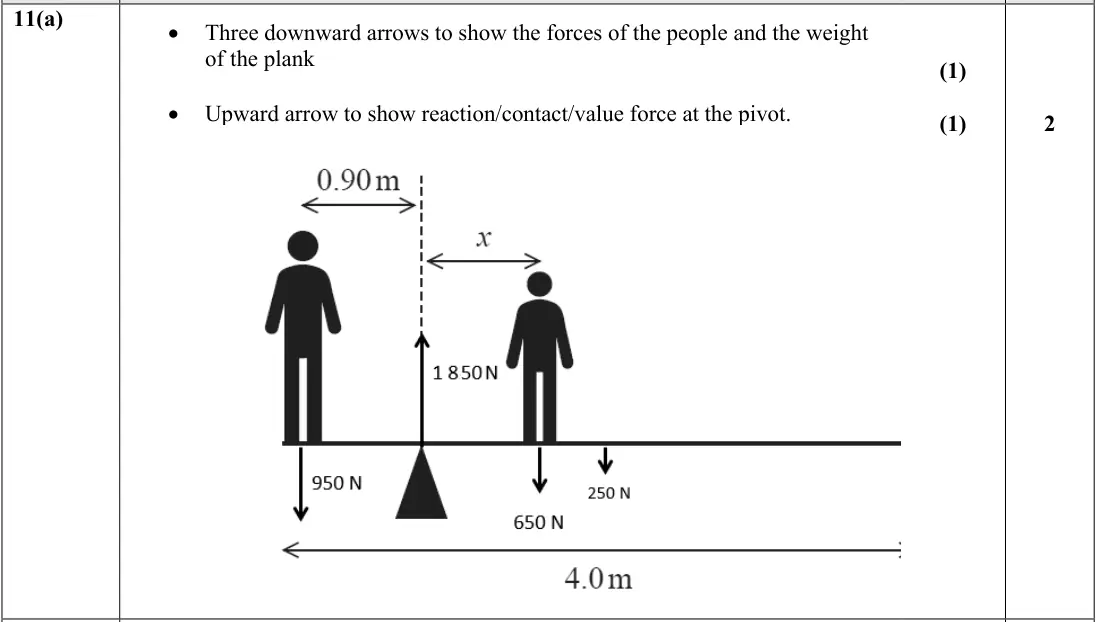 11(a)
• Three downward arrows to show the forces of the people and the weight
of the plank
(1)
• Upward arrow to show reaction/contact/value force at the pivot.
(1)
2
0.90 m
x
1 850 N
950 N
250 N
650 N
4.0 m